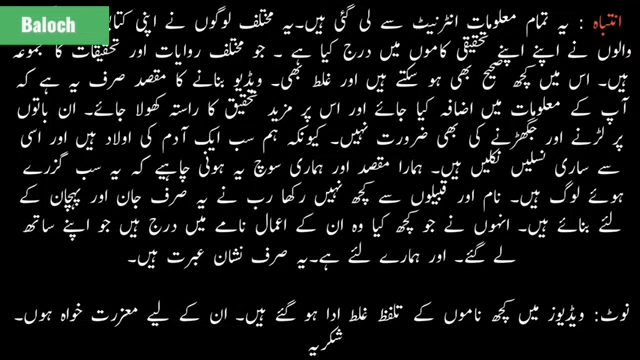 Baloch
انتباہ : یہ تمام معلومات انٹرنیٹ سے لی گئی ہیں۔یہ مختلف لوگوں نے اپنی
والوں نے اپنے اپنے تحقیقی کاموں میں درج کیا ہے ۔ جو مختلف روایات اور تحقیقات کا مجموعہ
ہیں۔ اس میں کچھ صحیح بھی ہو سکتے ہیں اور غلط بھی۔ ویڈیو بنانے کا مقصد صرف یہ ہے کہ
آپ کے معلومات میں اضافہ کیا جائے اور اس پر مزید تحقیق کا راستہ کھولا جائے۔ ان باتوں
پر لڑنے اور جھگڑنے کی بھی ضرورت نہیں۔ کیونکہ ہم سب ایک آدم کی اولاد ہیں اور اسی
سے ساری نسلیں نکلیں ہیں۔ ہمارا مقصد اور ہماری سوچ یہ ہونی چاہیے کہ یہ سب گزرے
ہوئے لوگ ہیں۔ نام اور قبیلوں سے کچھ نہیں رکھا رب نے یہ صرف جان اور پہچان کے
لئے بنائے ہیں۔ انہوں نے جو کچھ کیا وہ ان کے اعمال نامے میں درج ہیں جو اپنے ساتھ
لے گئے۔ اور ہمارے لئے ہے۔یہ صرف نشان عبرت ہیں۔
نوٹ: ویڈیوز میں کچھ ناموں کے تلفظ غلط ادا ہو گئے ہیں۔ ان کے لیے معزرت خواہ ہوں۔
شکریہ